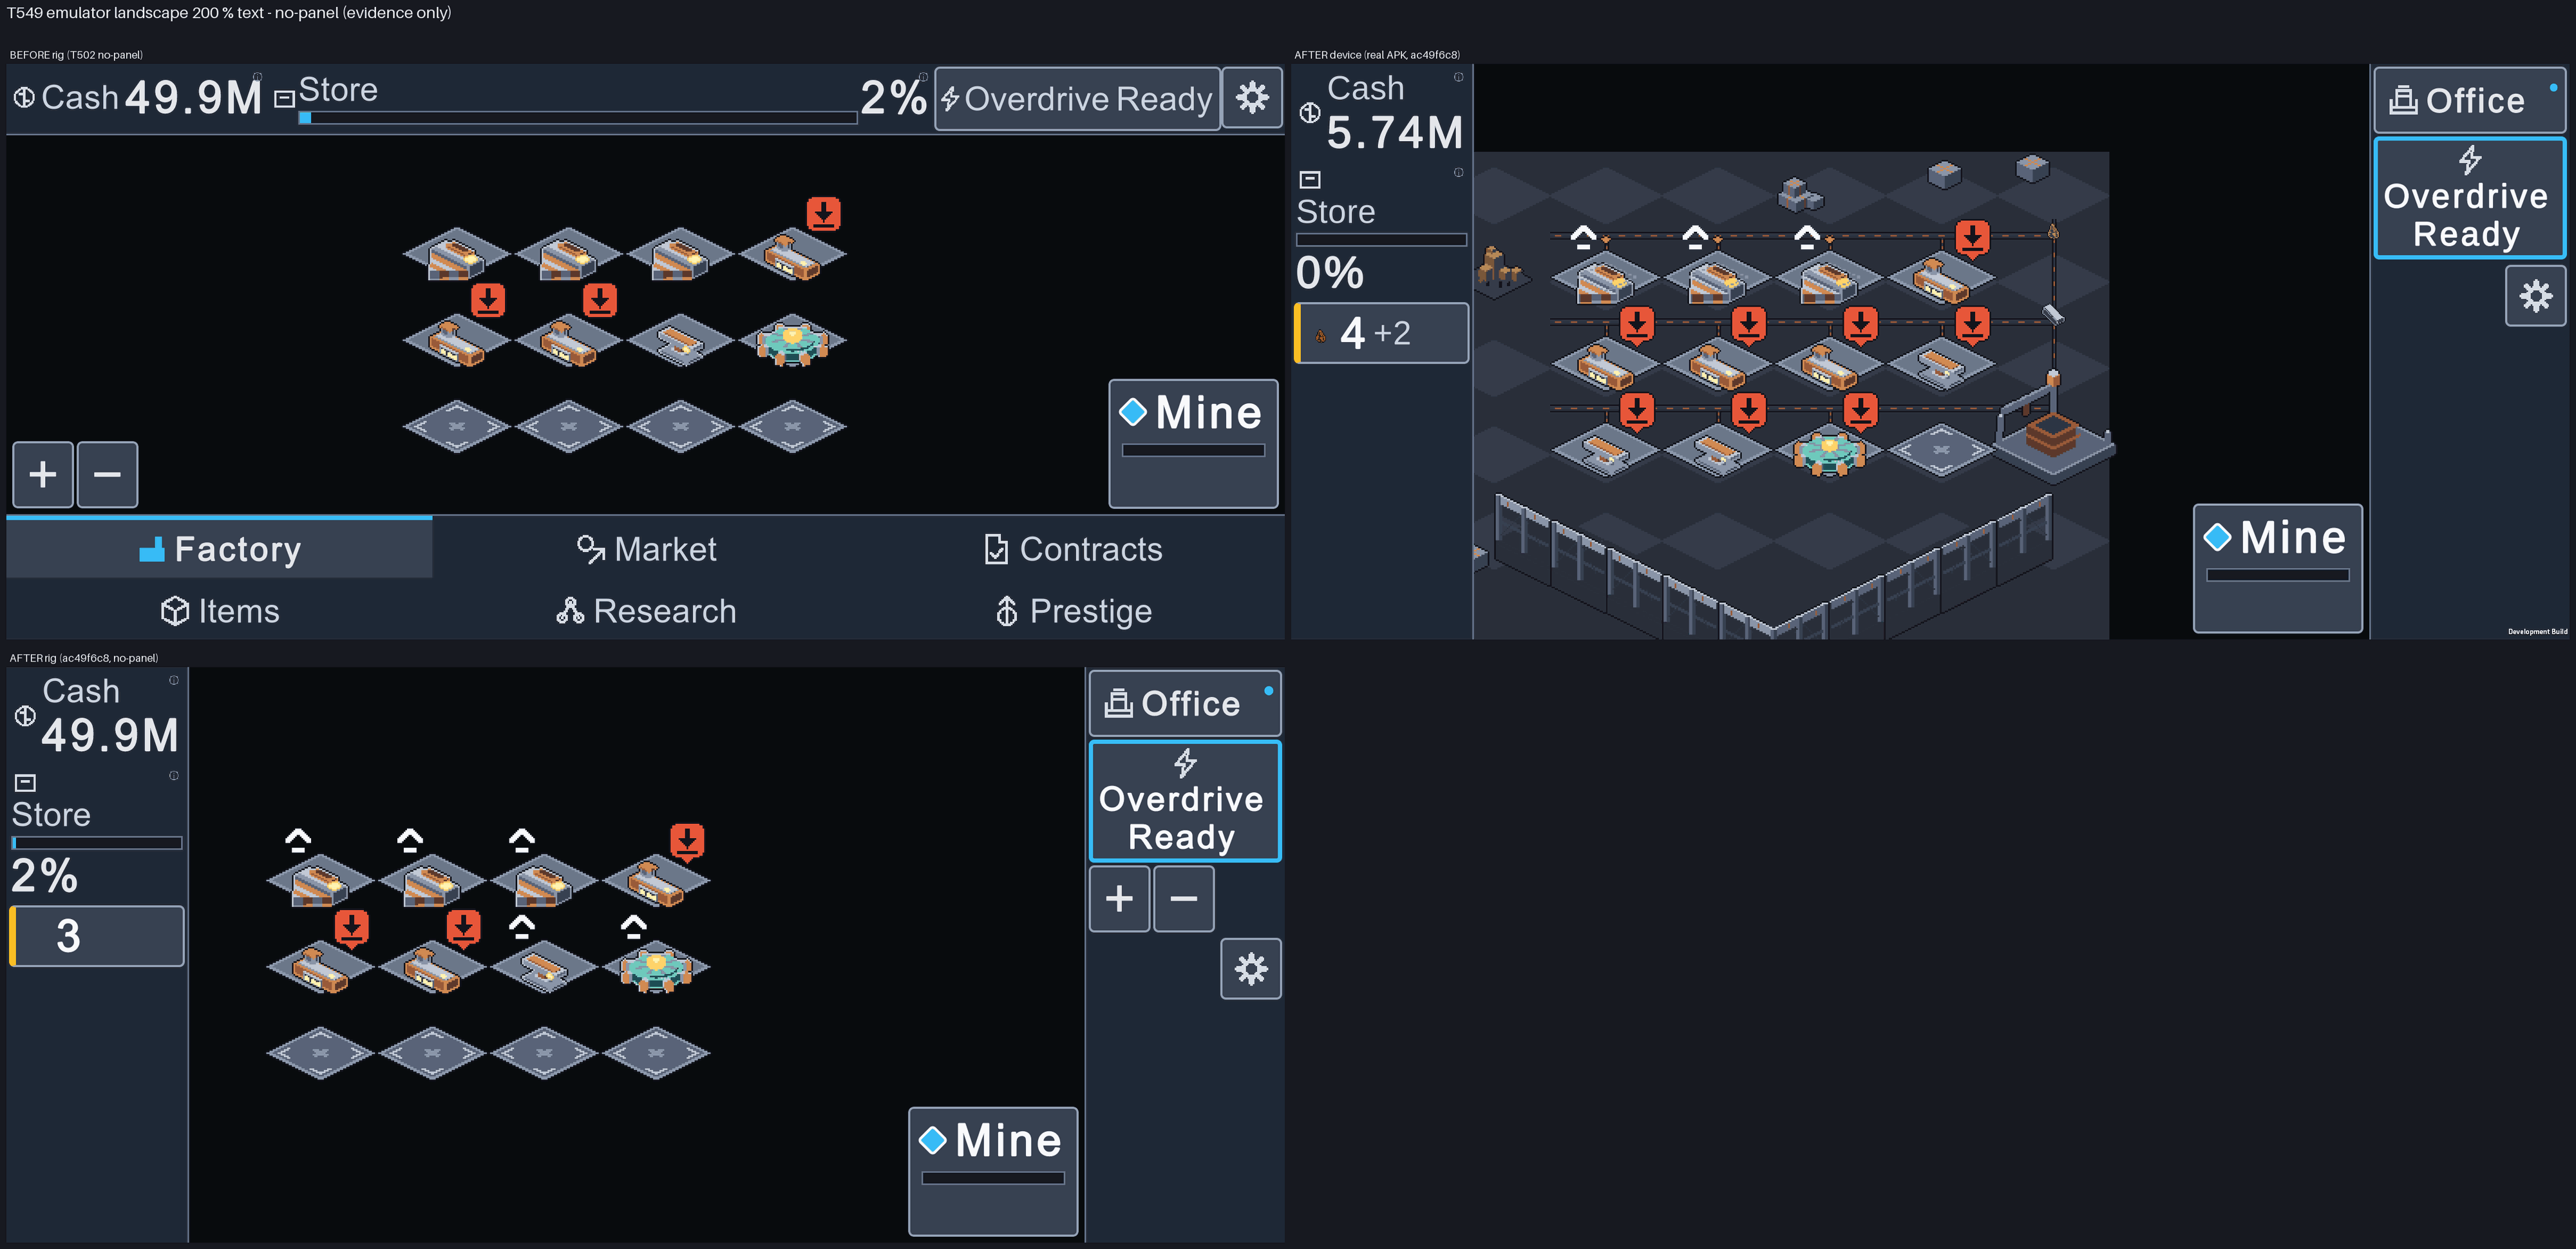 T549 emulator landscape 200 % text - no-panel (evidence only)
BEFORE rig (T502 no-panel)
Cash 49.9M
Store
2%
Overdrive Ready
Mine
+ −
Factory
Market
Contracts
Items
Research
Prestige
AFTER device (real APK, ac49f6c8)
Cash
5.74M
Store
0%
4 +2
Office
Overdrive
Ready
Mine
Development Build
AFTER rig (ac49f6c8, no-panel)
Cash
49.9M
Store
2%
3
Office
Overdrive
Ready
+ −
Mine